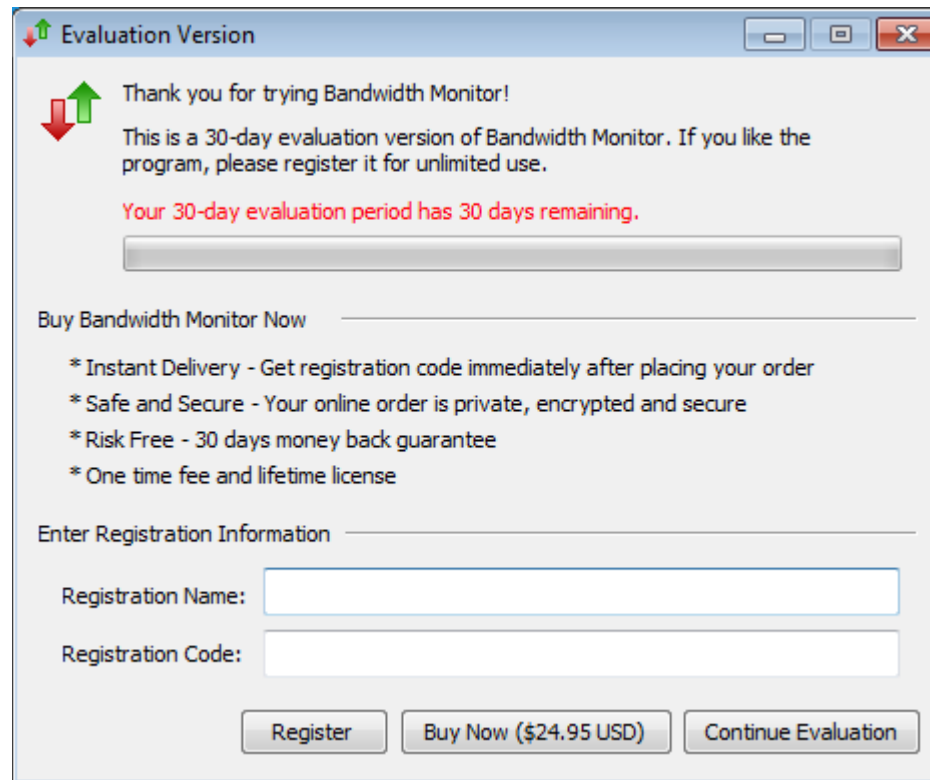 Evaluation Version
Thank you for trying Bandwidth Monitor!
This is a 30-day evaluation version of Bandwidth Monitor. If you like the
program, please register it for unlimited use.
Your 30-day evaluation period has 30 days remaining.
Buy Bandwidth Monitor Now
* Instant Delivery - Get registration code immediately after placing your order
* Safe and Secure - Your online order is private, encrypted and secure
* Risk Free - 30 days money back guarantee
* One time fee and lifetime license
Enter Registration Information
Registration Name:
Registration Code:
Register Buy Now ($24.95 USD) Continue Evaluation